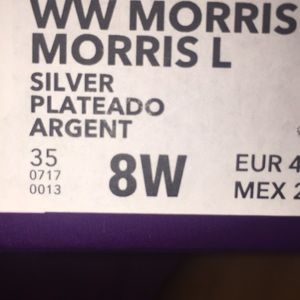 WW MORRIS
MORRIS L
SILVER
PLATEADO
ARGENT
35
0717
0013
8W
EUR 4
MEX 2